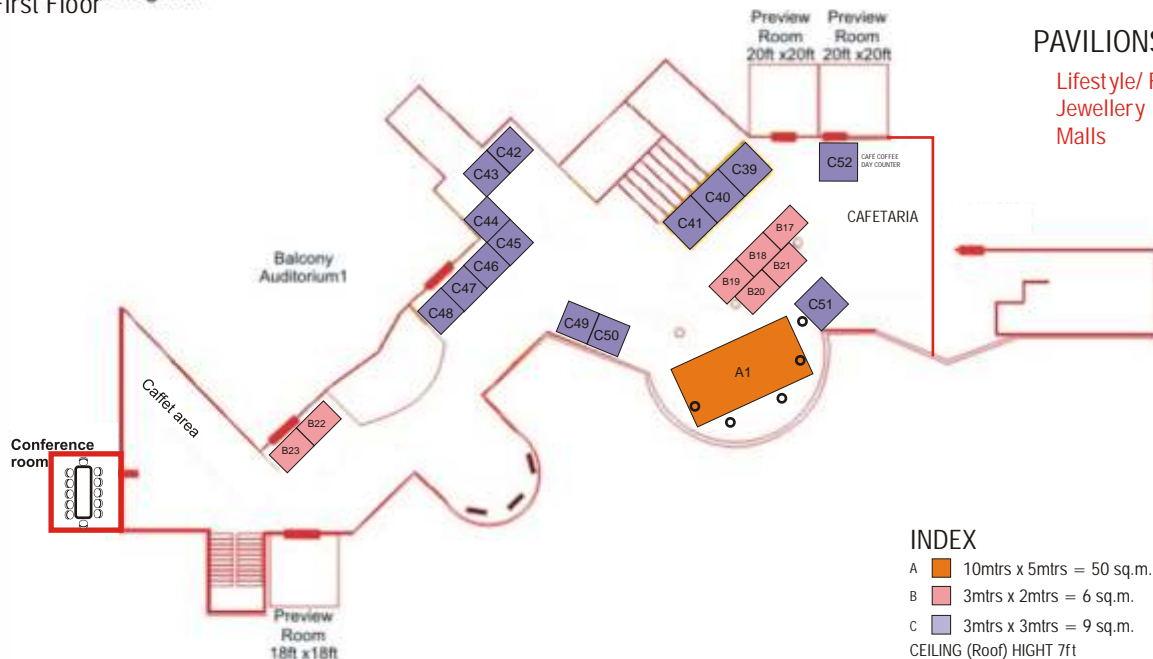 First Floor
Preview
Room
20ft x20ft
Preview
Room
20ft x20ft
PAVILIONS
Lifestyle/
Jewellery
Malls
C42
C43
C39
C40
C41
C52
CAFÉ COFFEE
DAY COUNTER
CAFETARIA
C44
C45
C46
C47
C48
B17
B18
B21
B19
B20
C51
C49
C50
A1
Balcony
Auditorium1
Caffet area
B22
B23
Conference
room
Preview
Room
18ft x18ft
INDEX
A 10mtrs x 5mtrs = 50 sq.m.
B 3mtrs x 2mtrs = 6 sq.m.
C 3mtrs x 3mtrs = 9 sq.m.
CEILING (Roof) HIGHT 7ft